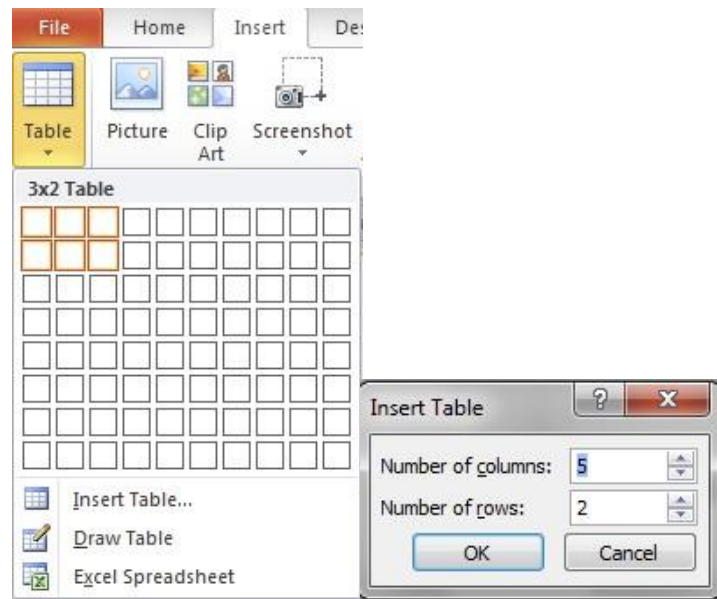 File Home Insert De
Table Picture Clip Art Screenshot
3x2 Table
Insert Table...
Draw Table
Excel Spreadsheet
Insert Table
?
Number of columns: 5
Number of rows: 2
OK Cancel